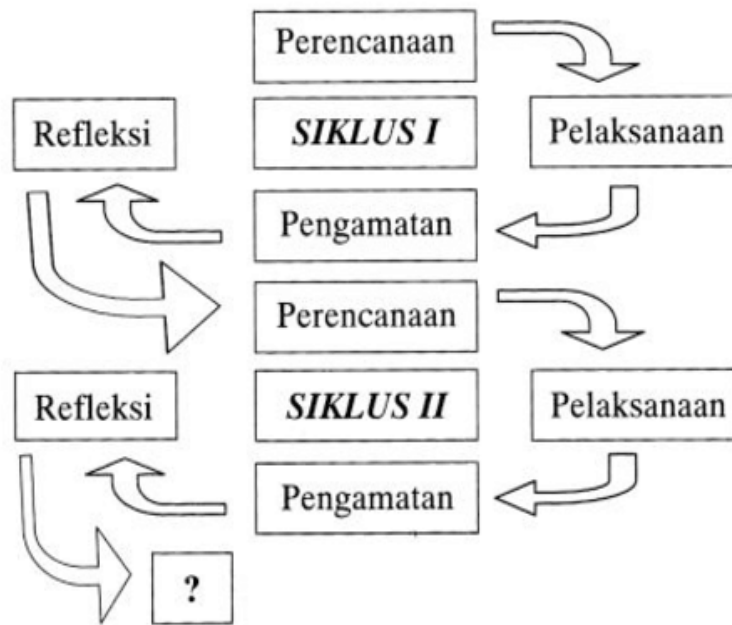 Perencanaan
Refleksi
SIKLUS I
Pelaksanaan
Pengamatan
Perencanaan
Refleksi
SIKLUS II
Pelaksanaan
Pengamatan
?